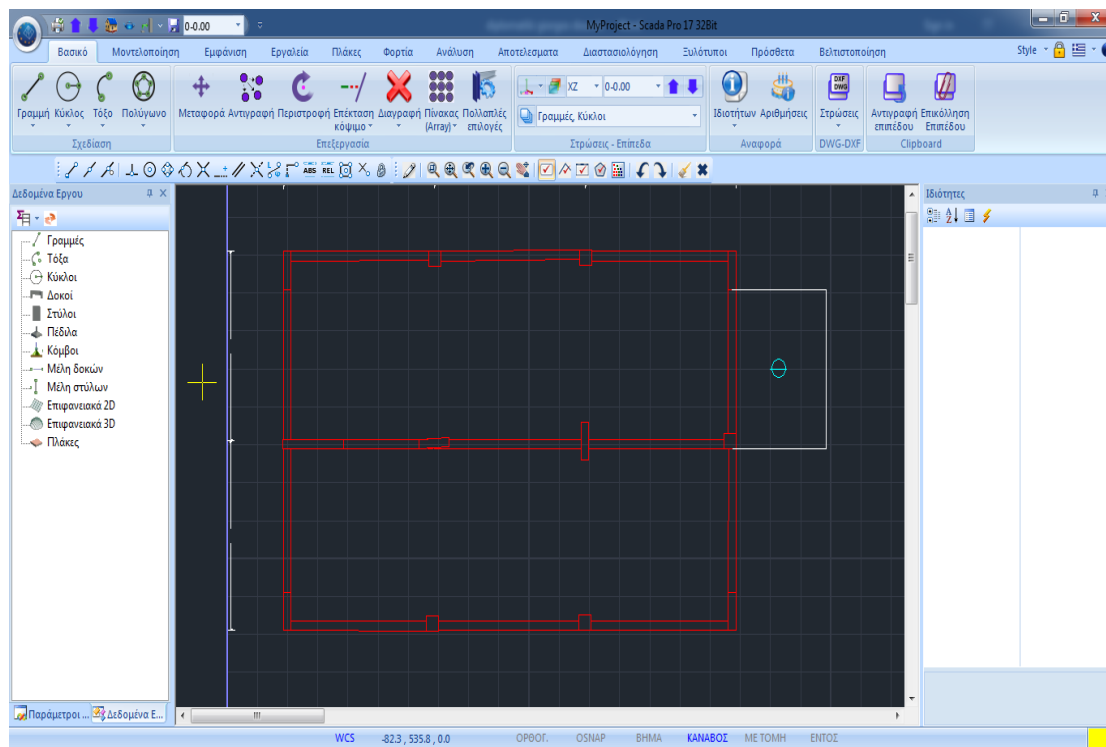 0-0.00
MyProject - Scada Pro 17 32Bit
Βασικό Μοντελοποίηση Εμφάνιση Εργαλεία Πλάκες Φορτία Ανάλυση Αποτελεσματα Διαστασιολόγηση Ξυλότυποι Πρόσθετα Βελτιστοποίηση Style
Γραμμή Κύκλος Τόξο Πολύγωνο
Σχεδίαση
Μεταφορά Αντιγραφή Περιστροφή Επέκταση κόψιμο Διαγραφή Πίνακας (Array) Πολλαπλές επιλογές
Επεξεργασία
XZ 0-0.00
Γραμμές, Κύκλοι
Στρώσεις - Επίπεδα
Ιδιοτήτων Αριθμήσεις
Αναφορά
DXF
DWG
Στρώσεις
DWG-DXF
Αντιγραφή επιπέδου Επικόλληση Επιπέδου
Clipboard
ABS REL
Δεδομένα Εργου
Γραμμές
Τόξα
Κύκλοι
Δοκοί
Στύλοι
Πέδιλα
Κόμβοι
Μέλη δοκών
Μέλη στύλων
Επιφανειακά 2D
Επιφανειακά 3D
Πλάκες
Ιδιότητες
Παράμετροι ... Δεδομένα Ε...
WCS -82.3 , 535.8 , 0.0 ΟΡΘΟΓ. OSNAP ΒΗΜΑ ΚΑΝΑΒΟΣ ΜΕ ΤΟΜΗ ΕΝΤΟΣ